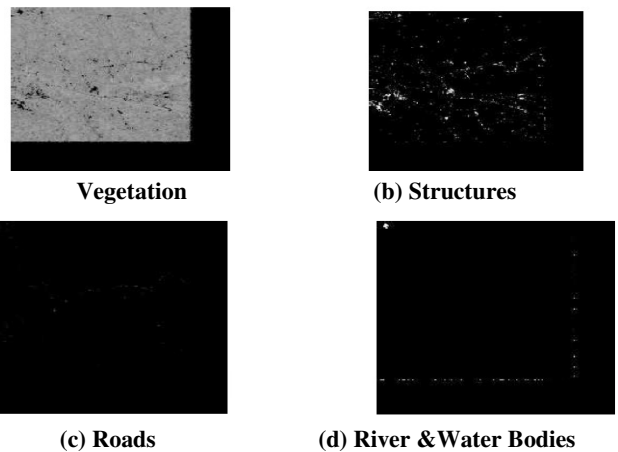 Vegetation
(b) Structures
(c) Roads
(d) River &Water Bodies